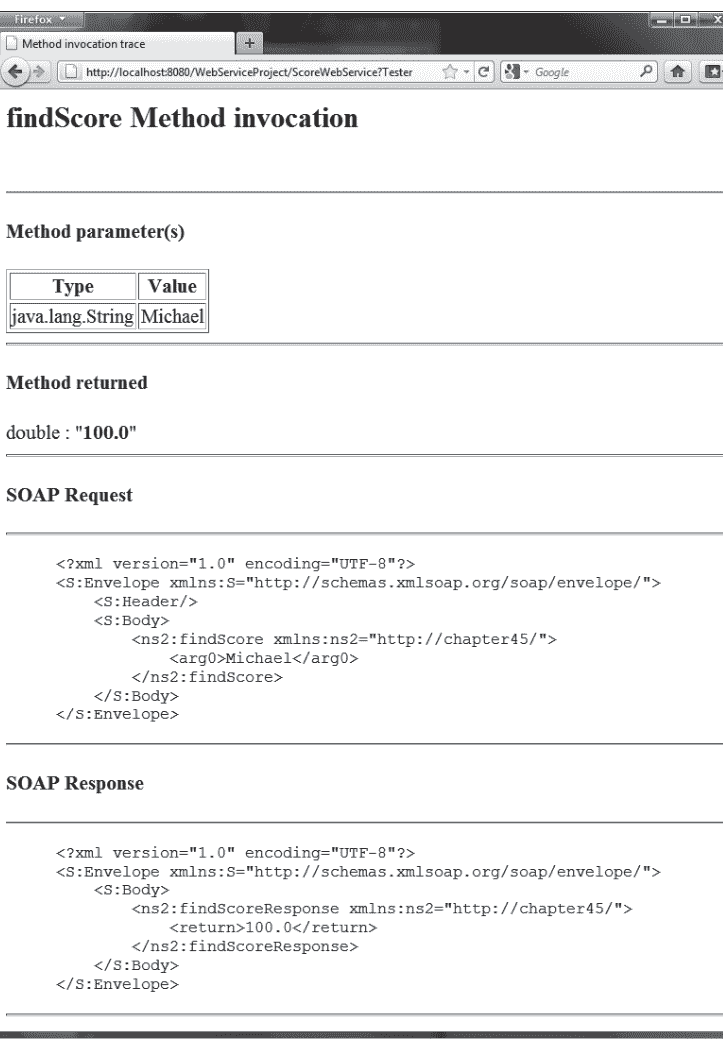 Firefox
Method invocation trace
+
http://localhost:8080/WebServiceProject/ScoreWebService?Tester
Google
findScore Method invocation
Method parameter(s)
Type Value
java.lang.String Michael
Method returned
double : "100.0"
SOAP Request
<?xml version="1.0" encoding="UTF-8"?>
<S:Envelope xmlns:S="http://schemas.xmlsoap.org/soap/envelope/">
    <S:Header/>
    <S:Body>
        <ns2:findScore xmlns:ns2="http://chapter45/">
            <arg0>Michael</arg0>
        </ns2:findScore>
    </S:Body>
</S:Envelope>
SOAP Response
<?xml version="1.0" encoding="UTF-8"?>
<S:Envelope xmlns:S="http://schemas.xmlsoap.org/soap/envelope/">
    <S:Body>
        <ns2:findScoreResponse xmlns:ns2="http://chapter45/">
            <return>100.0</return>
        </ns2:findScoreResponse>
    </S:Body>
</S:Envelope>